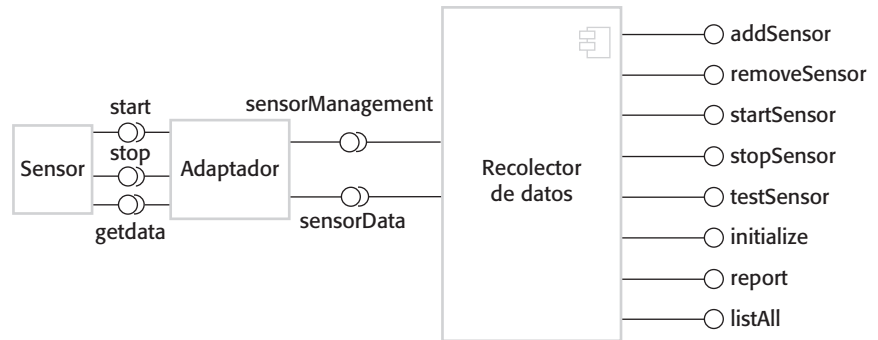 start
stop
getdata
Sensor
Adaptador
sensorManagement
sensorData
Recolector
de datos
addSensor
removeSensor
startSensor
stopSensor
testSensor
initialize
report
listAll